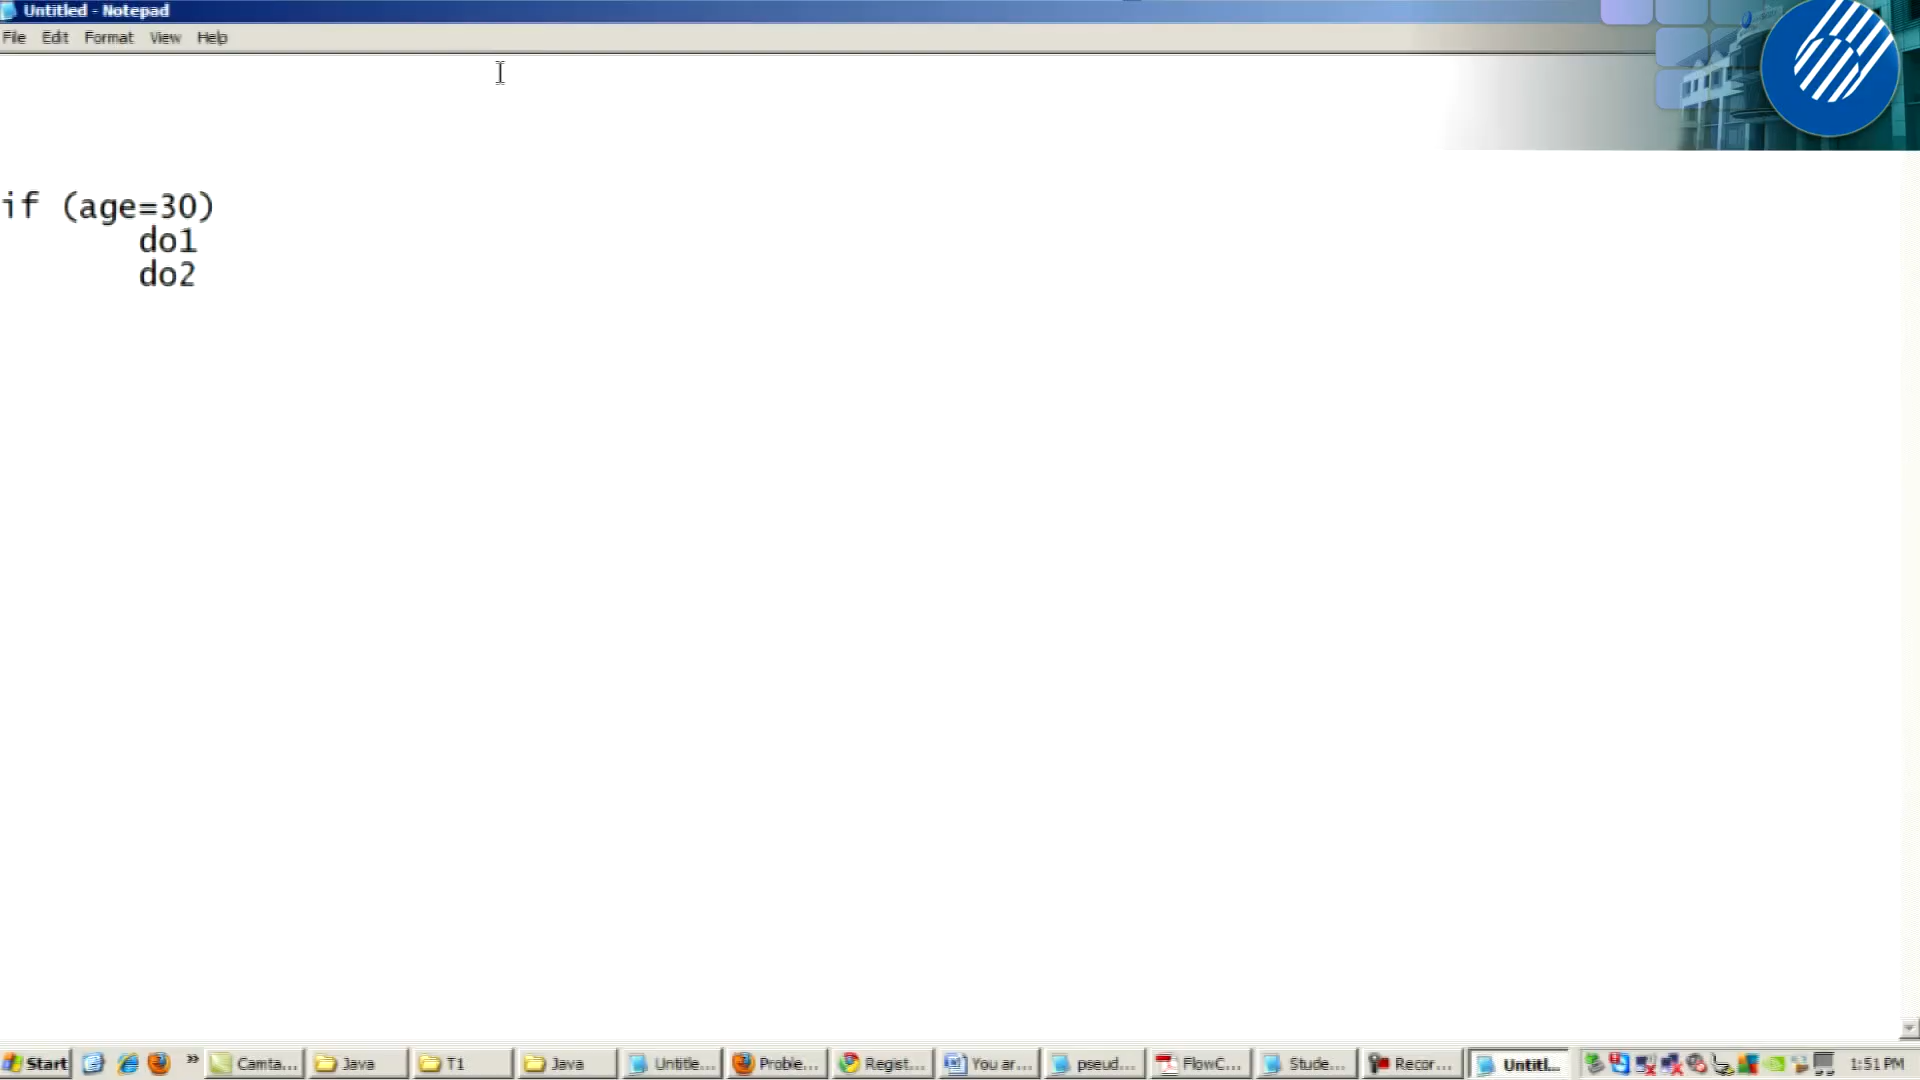 Untitled - Notepad
File Edit Format View Help
if (age=30)
do1
do2
Start » Camta... Java T1 Java Untitle... Proble... Regist... You ar... pseud... FlowC... Stude... Recor... Untitl... 1:51 PM